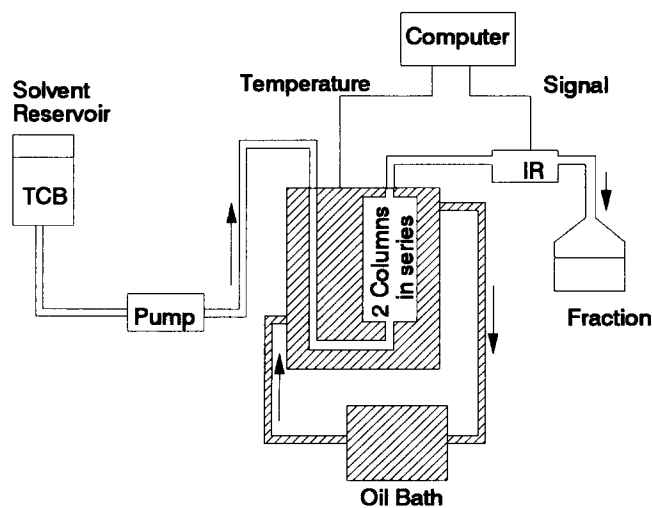 Computer
Solvent
Reservoir
Temperature
Signal
TCB
IR
2 Columns
in series
Pump
Fraction
Oil Bath